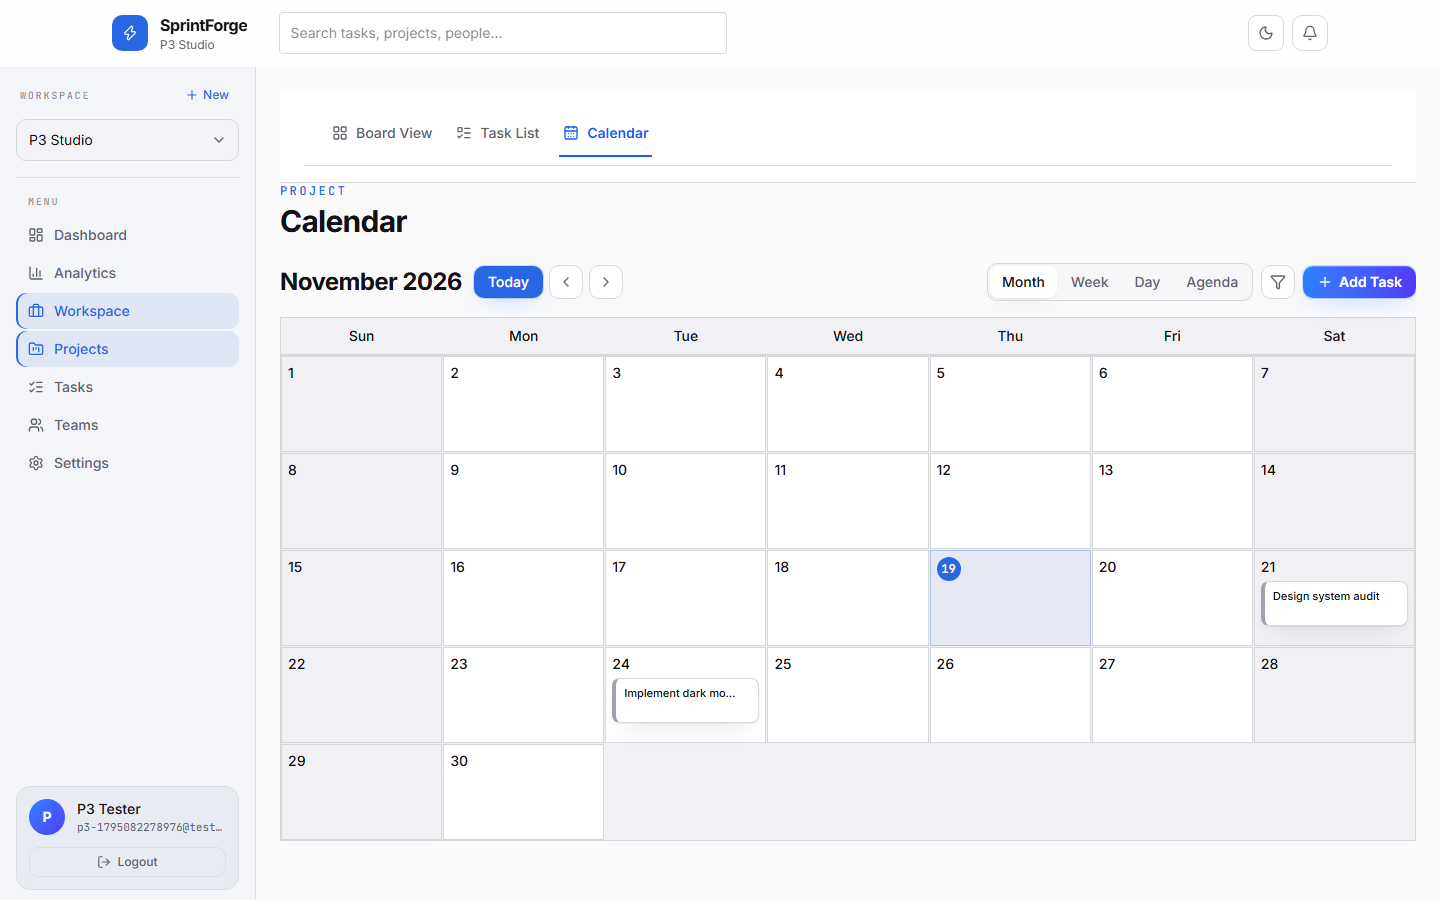 SprintForge
P3 Studio
Search tasks, projects, people...
WORKSPACE
New
P3 Studio
MENU
Dashboard
Analytics
Workspace
Projects
Tasks
Teams
Settings
P
P3 Tester
p3-1795082278976@test…
Logout
Board View
Task List
Calendar
PROJECT
Calendar
November 2026
Today
Month
Week
Day
Agenda
Add Task
Sun Mon Tue Wed Thu Fri Sat
1 2 3 4 5 6 7
8 9 10 11 12 13 14
15 16 17 18 19 20 21
Design system audit
22 23 24 25 26 27 28
Implement dark mo...
29 30